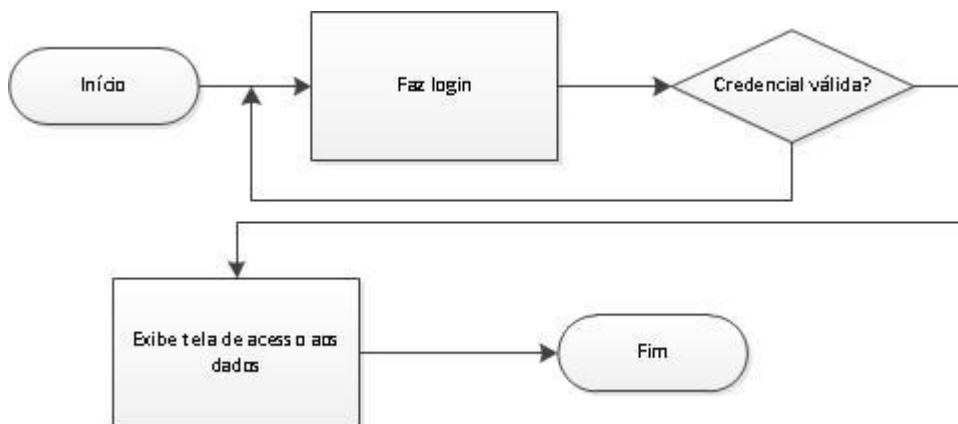 Início
Faz login
Credencial válida?
Exibe tela de acesso aos
dados
Fim